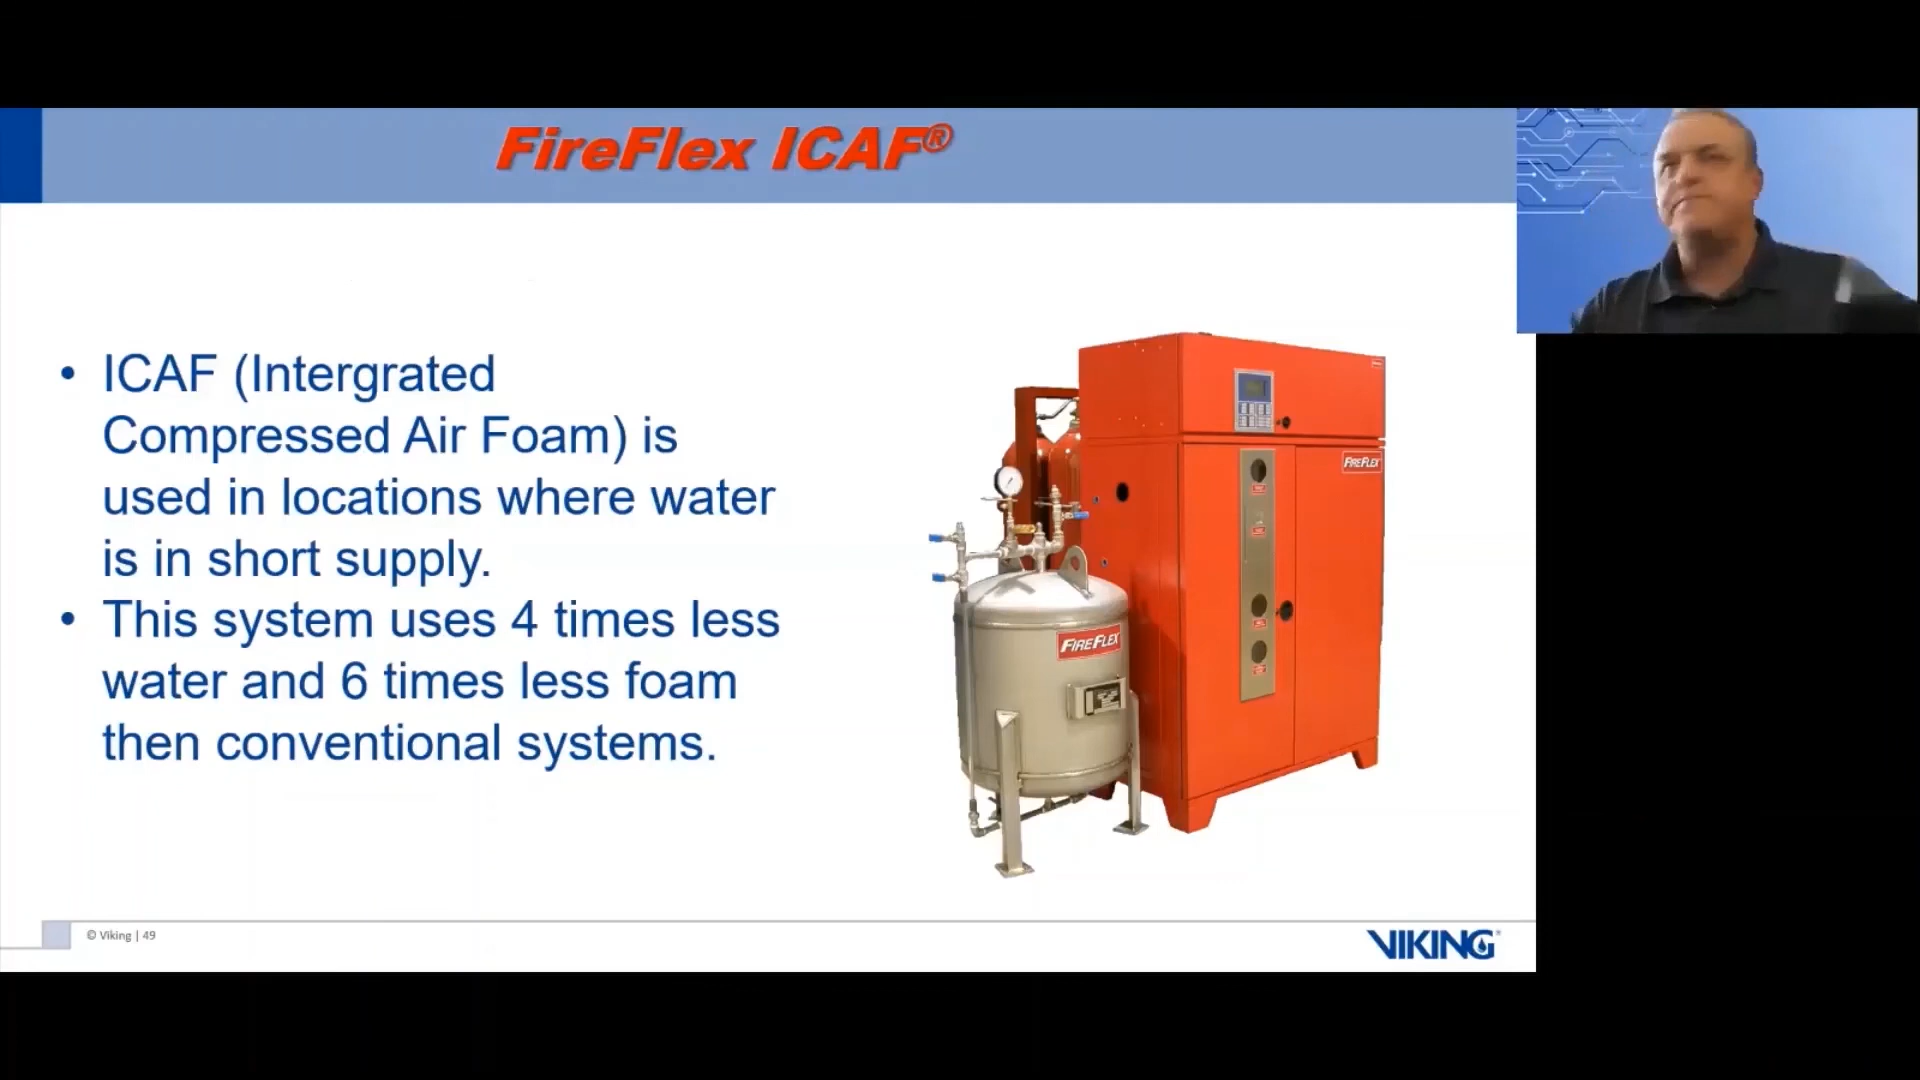 FireFlex ICAF®
• ICAF (Intergrated
Compressed Air Foam) is
used in locations where water
is in short supply.
• This system uses 4 times less
water and 6 times less foam
then conventional systems.
FIREFLEX
FIREFLEX
© Viking | 49
VIKING®